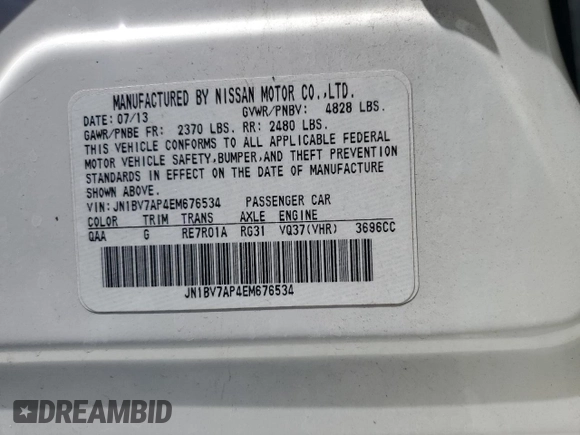 MANUFACTURED BY NISSAN MOTOR CO.,LTD.
DATE: 07/13 GVWR/PNBV: 4828 LBS.
GAWR/PNBE FR: 2370 LBS. RR: 2480 LBS.
THIS VEHICLE CONFORMS TO ALL APPLICABLE FEDERAL
MOTOR VEHICLE SAFETY,BUMPER,AND THEFT PREVENTION
STANDARDS IN EFFECT ON THE DATE OF MANUFACTURE
SHOWN ABOVE.
VIN: JN1BV7AP4EM676534 PASSENGER CAR
COLOR TRIM TRANS AXLE ENGINE
QAA G RE7R01A RG31 VQ37(VHR) 3696CC
JN1BV7AP4EM676534
DREAMBID